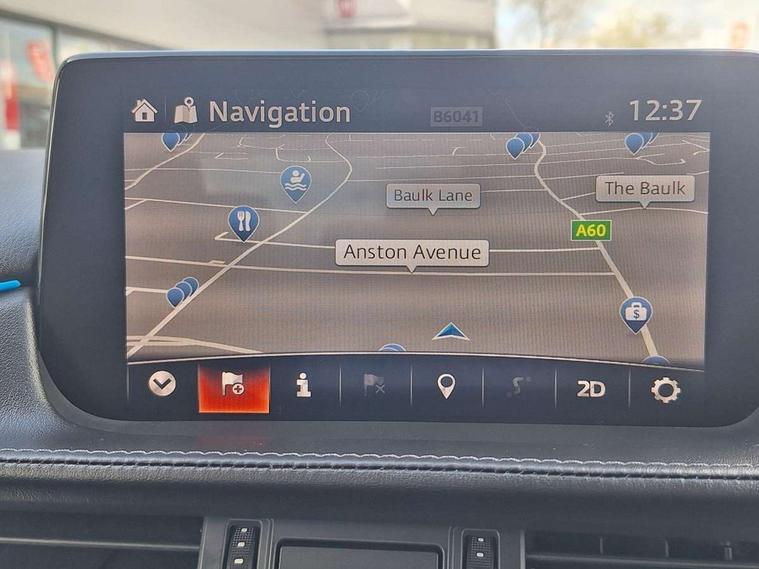 Navigation
B6041
12:37
Baulk Lane
The Baulk
A60
Anston Avenue
$
i
2D